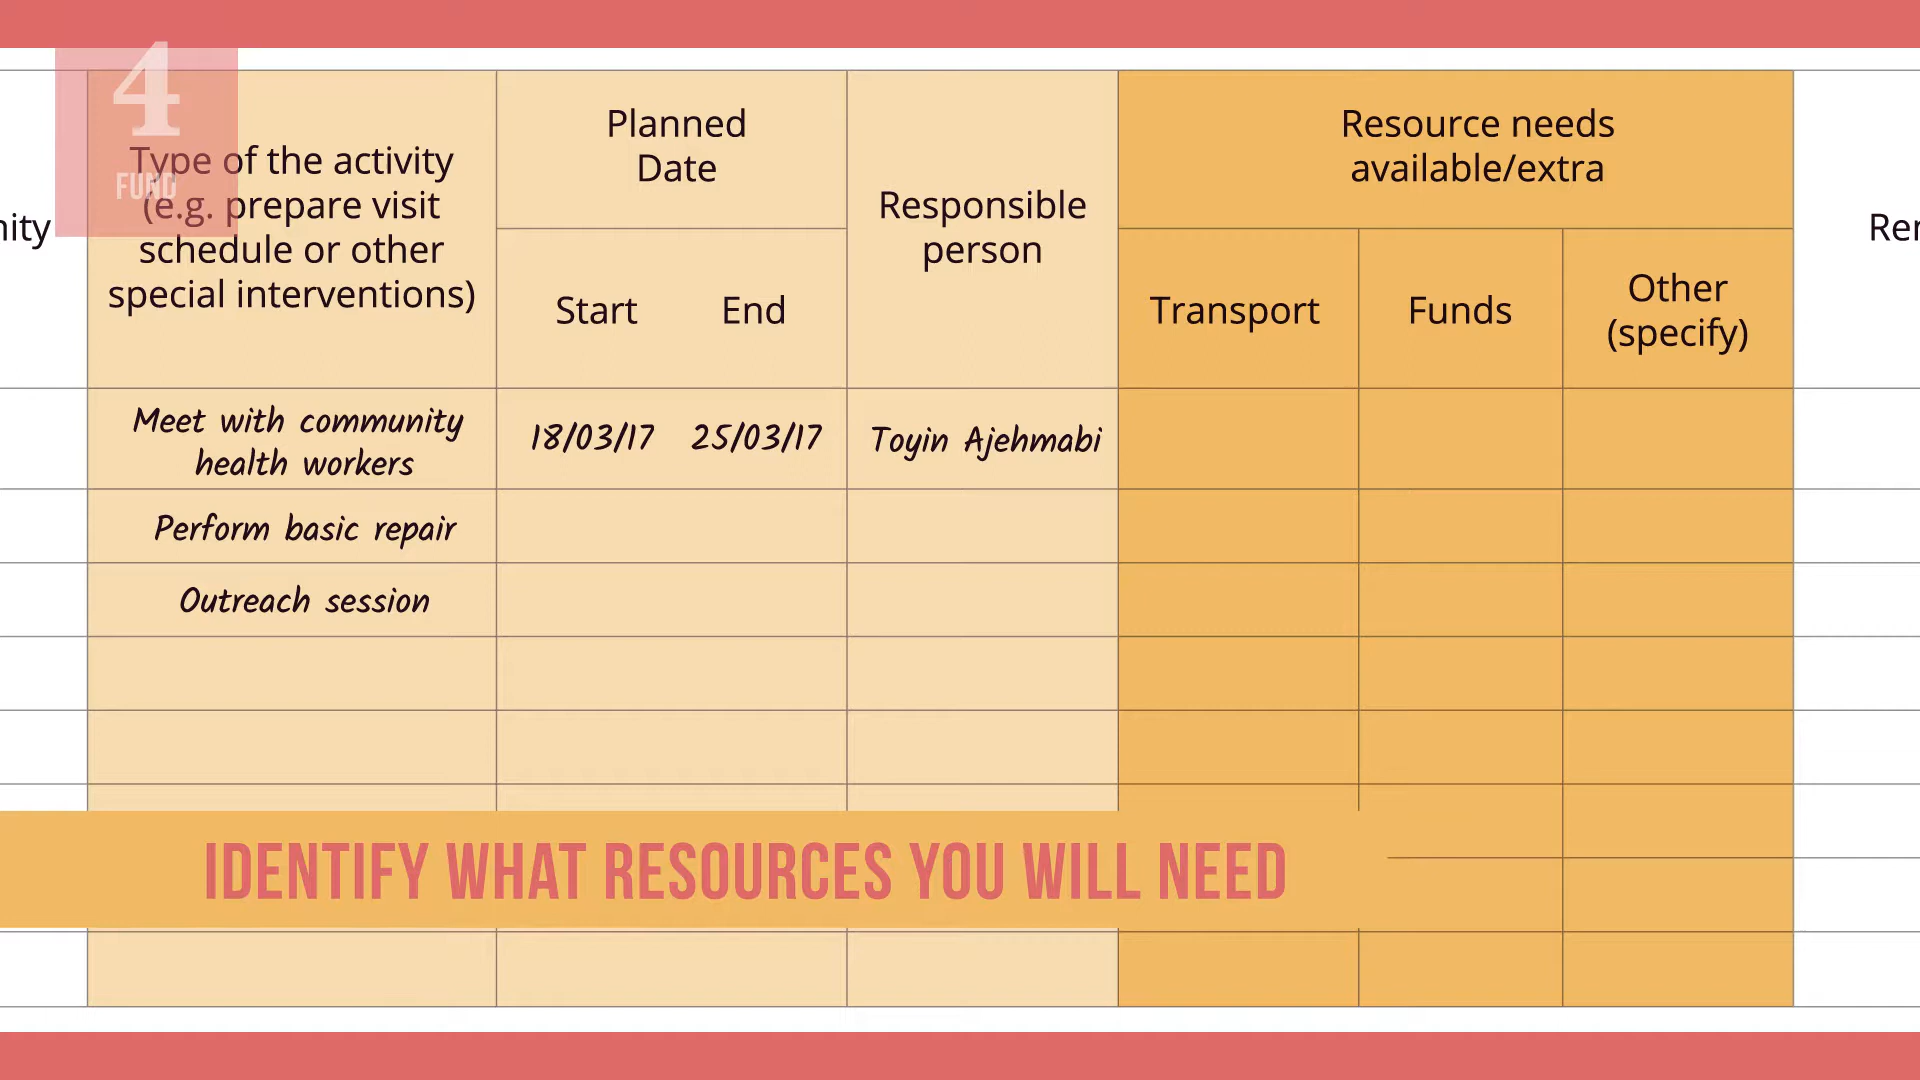 4
FUND
nity
Type of the activity
(e.g. prepare visit
schedule or other
special interventions)
Planned
Date
Start End
Responsible
person
Resource needs
available/extra
Transport
Funds
Other
(specify)
Rer
Meet with community
health workers
18/03/17 25/03/17
Toyin Ajehmabi
Perform basic repair
Outreach session
IDENTIFY WHAT RESOURCES YOU WILL NEED